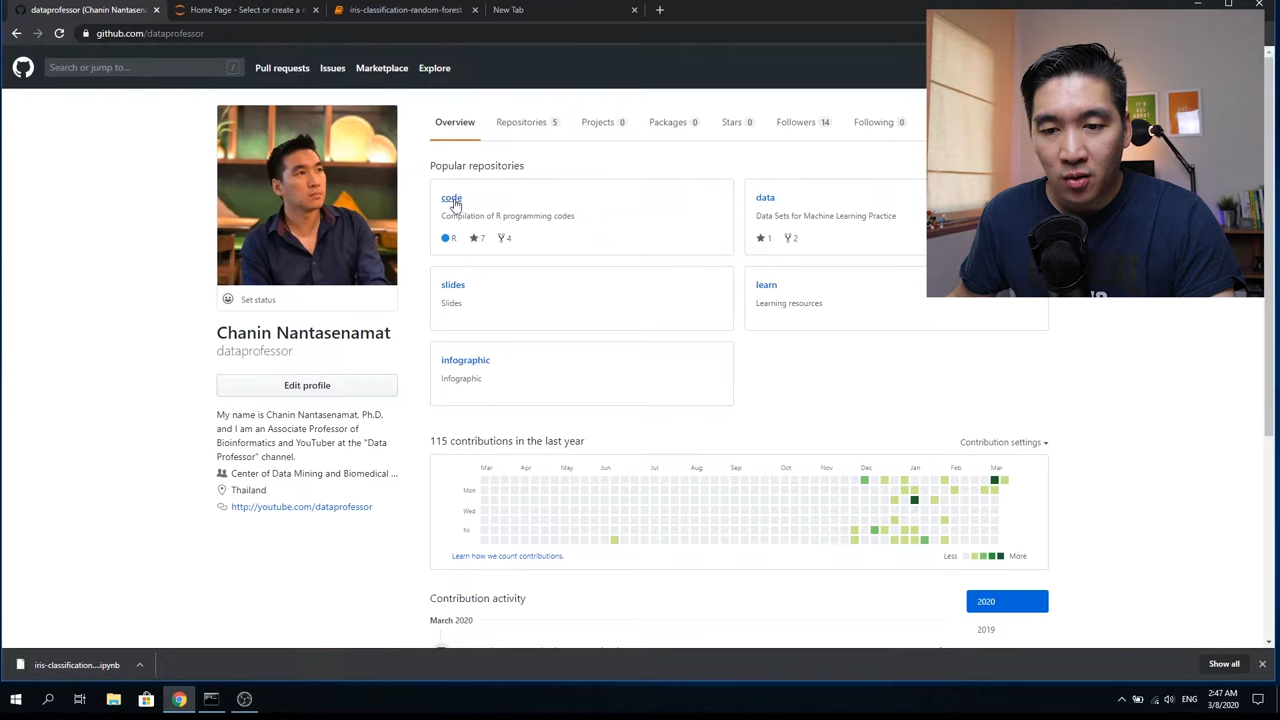 dataprofessor (Chanin Nantasen
Home Page - Select or create a n
iris-classification-random-forest
New Tab
github.com/dataprofessor
Search or jump to...
/
Pull requests
Issues
Marketplace
Explore
Overview
Repositories 5
Projects 0
Packages 0
Stars 0
Followers 14
Following 0
Popular repositories
code
Compilation of R programming codes
R
7
4
data
Data Sets for Machine Learning Practice
1
2
slides
Slides
learn
Learning resources
infographic
Infographic
Set status
Chanin Nantasenamat
dataprofessor
Edit profile
My name is Chanin Nantasenamat, Ph.D.
and I am an Associate Professor of
Bioinformatics and YouTuber at the "Data
Professor" channel.
Center of Data Mining and Biomedical ...
Thailand
http://youtube.com/dataprofessor
115 contributions in the last year
Contribution settings
Mar Apr May Jun Jul Aug Sep Oct Nov Dec Jan Feb Mar
Mon
Wed
Fri
Learn how we count contributions.
Less
More
Contribution activity
2020
March 2020
2019
iris-classification....ipynb
Show all
ENG
2:47 AM
3/8/2020